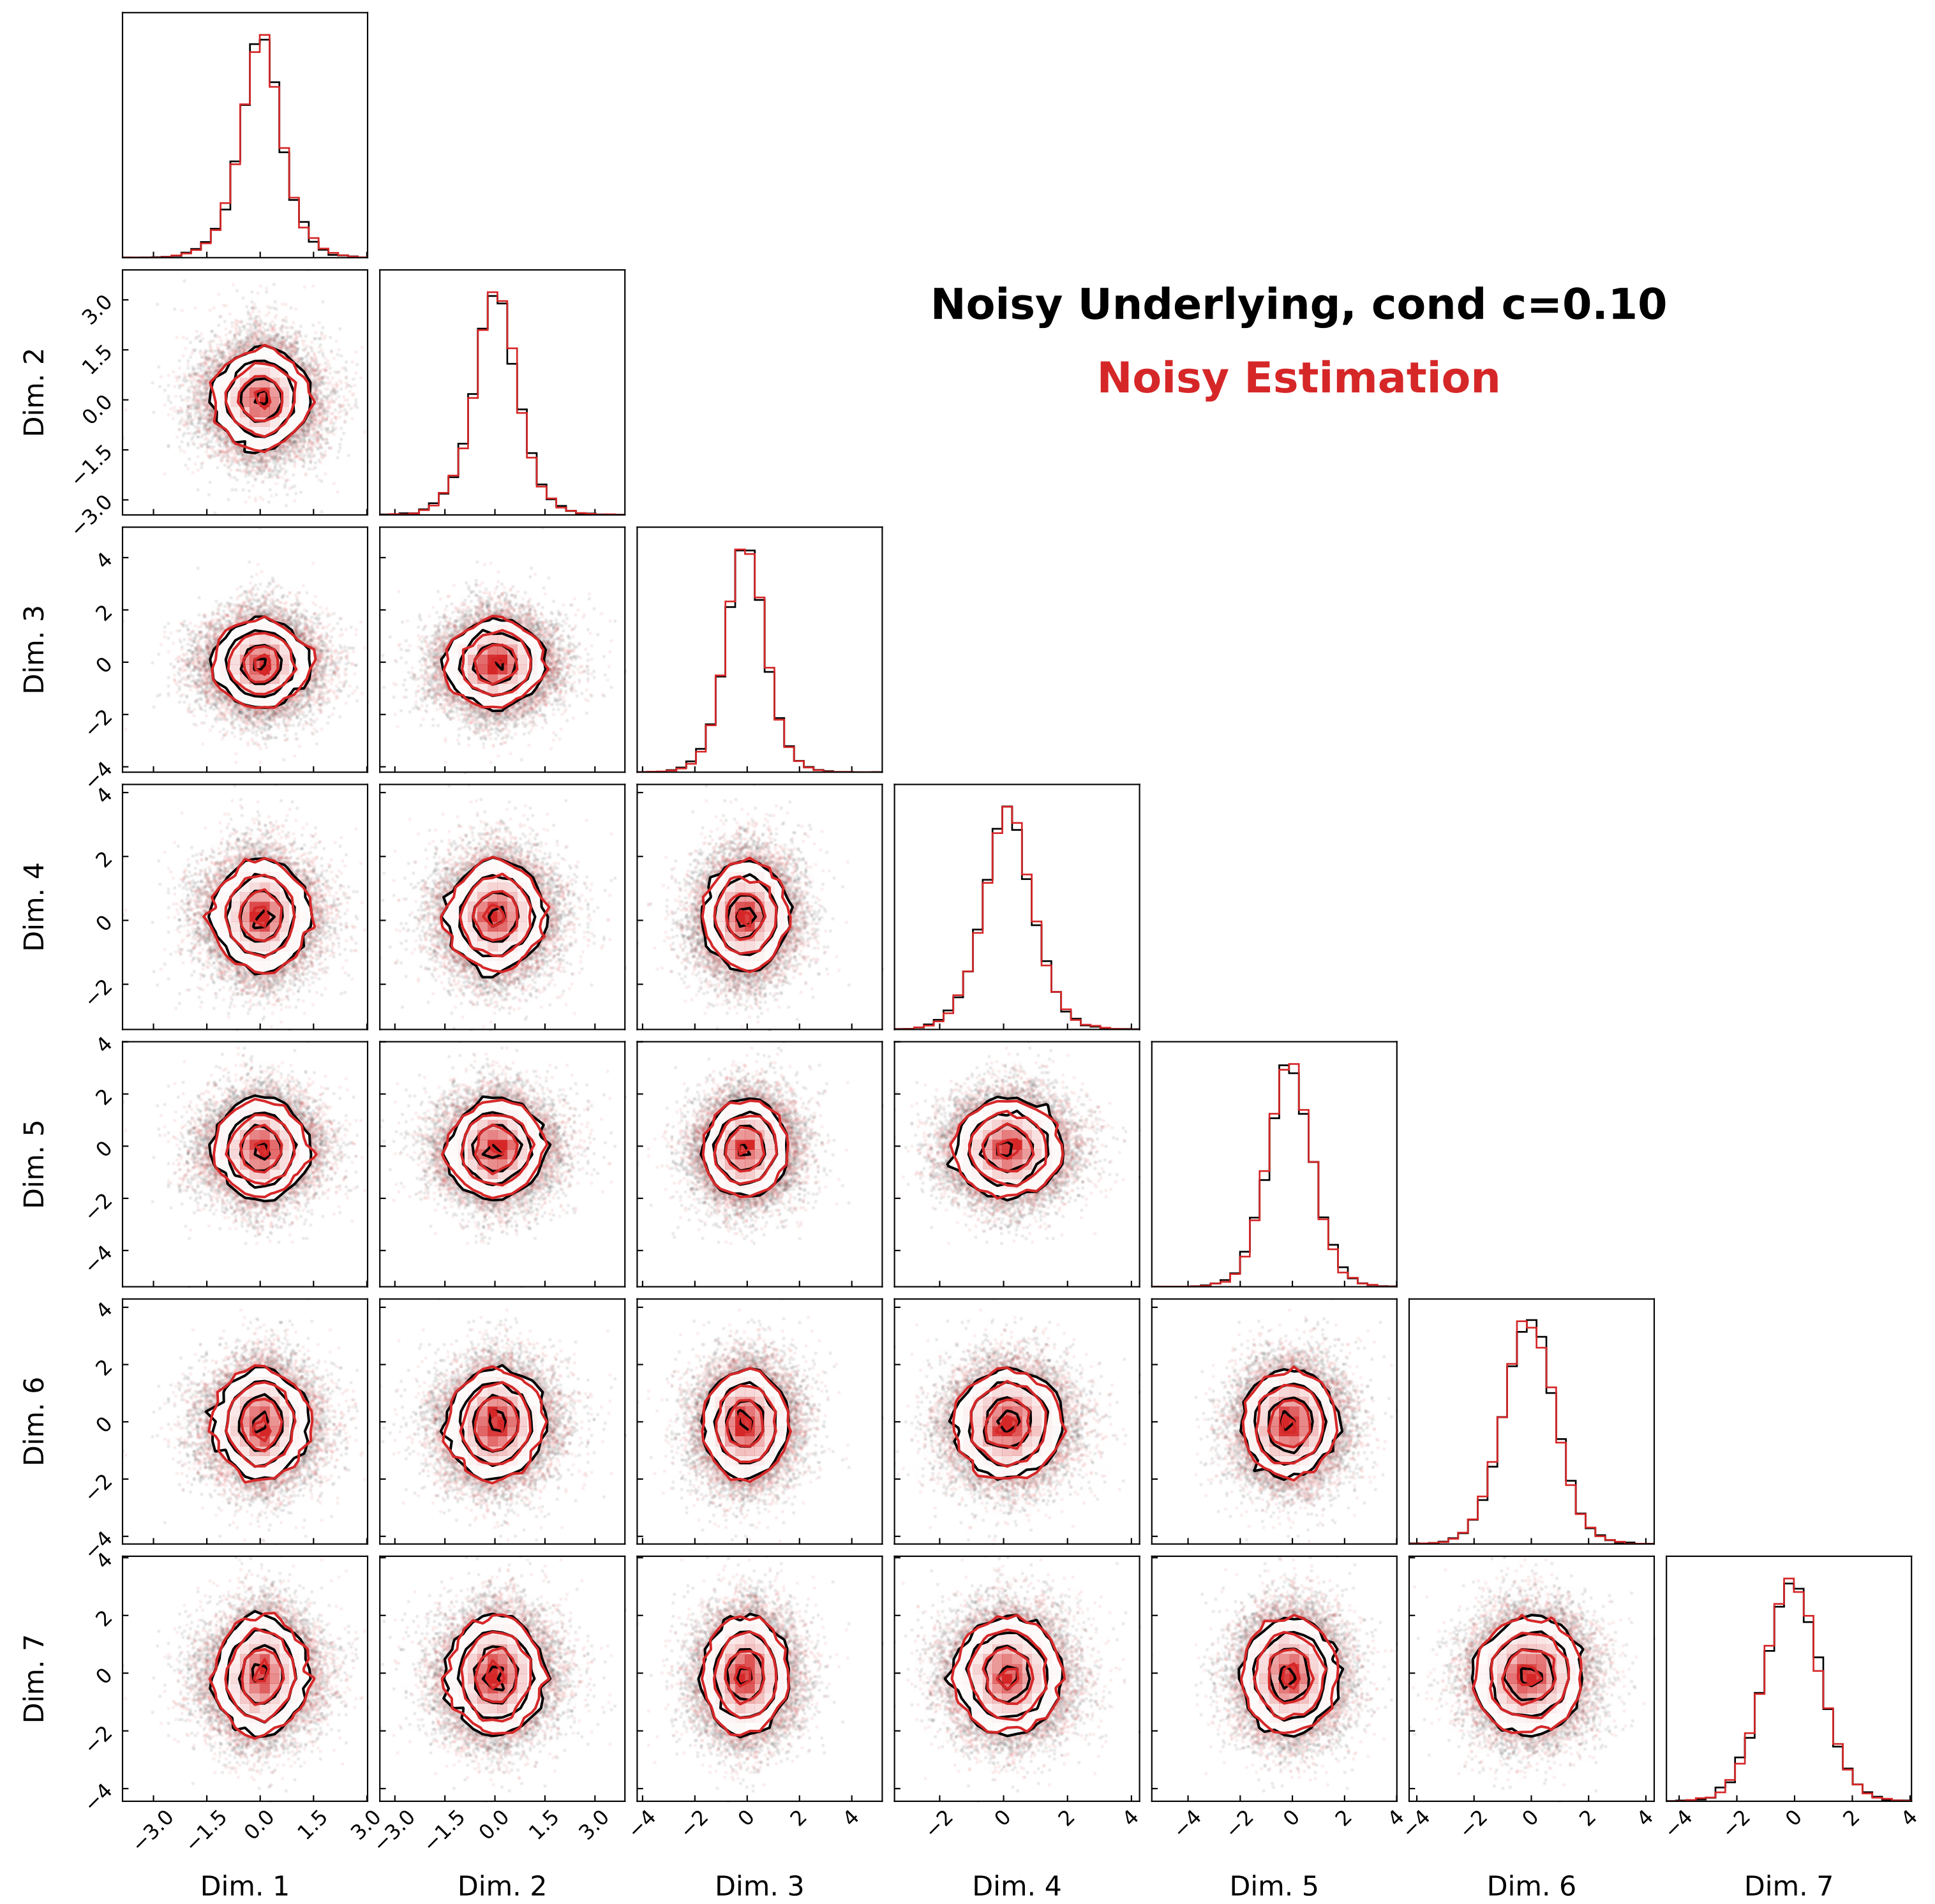 Noisy Underlying, cond c=0.10
Noisy Estimation
3.0
1.5
0.0
−1.5
−3.0
Dim. 2
4
2
0
−2
−4
Dim. 3
4
2
0
−2
Dim. 4
4
2
0
−2
−4
Dim. 5
4
2
0
−2
−4
Dim. 6
4
2
0
−2
−4
Dim. 7
−3.0 −1.5 0.0 1.5 3.0 −3.0 −1.5 0.0 1.5 3.0 −4 −2 0 2 4 −2 0 2 4 −4 −2 0 2 4 −4 −2 0 2 4 −4 −2 0 2 4
Dim. 1 Dim. 2 Dim. 3 Dim. 4 Dim. 5 Dim. 6 Dim. 7